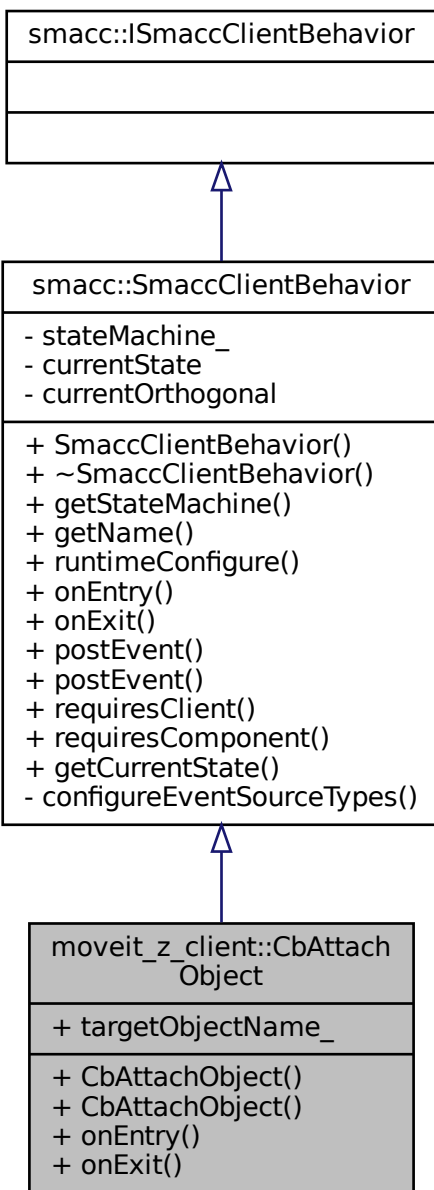 smacc::ISmaccClientBehavior
smacc::SmaccClientBehavior
- stateMachine_
- currentState
- currentOrthogonal
+ SmaccClientBehavior()
+ ~SmaccClientBehavior()
+ getStateMachine()
+ getName()
+ runtimeConfigure()
+ onEntry()
+ onExit()
+ postEvent()
+ postEvent()
+ requiresClient()
+ requiresComponent()
+ getCurrentState()
- configureEventSourceTypes()
moveit_z_client::CbAttach
Object
+ targetObjectName_
+ CbAttachObject()
+ CbAttachObject()
+ onEntry()
+ onExit()